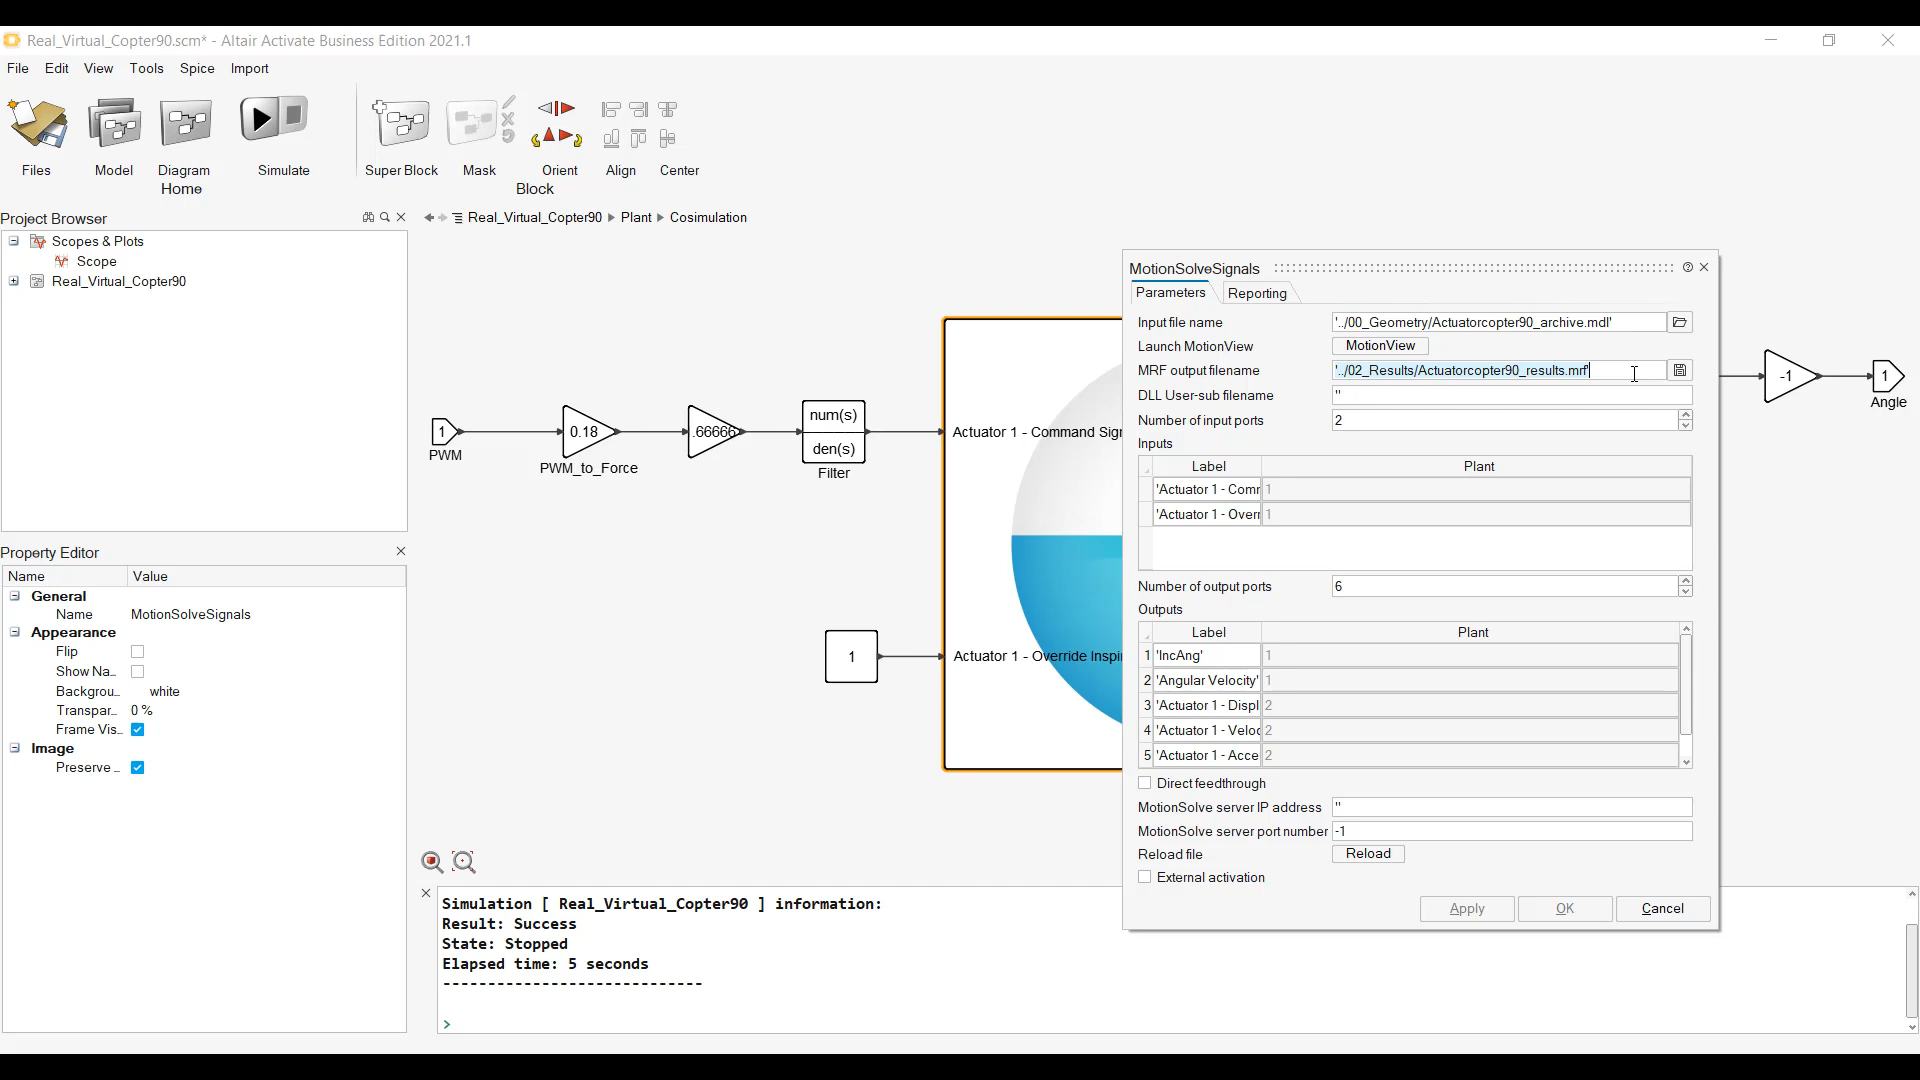 Real_Virtual_Copter90.scm* - Altair Activate Business Edition 2021.1
File Edit View Tools Spice Import
Files Model Diagram Simulate Super Block Mask Orient Align Center
Home Block
Project Browser
Scopes & Plots
Scope
Real_Virtual_Copter90
Real_Virtual_Copter90 Plant Cosimulation
Property Editor
Name Value
General
Name MotionSolveSignals
Appearance
Flip
Show Na...
Backgrou... white
Transpar... 0 %
Frame Vis...
Image
Preserve ...
1
PWM
0.18
PWM_to_Force
.66666
num(s)
den(s)
Filter
Actuator 1 - Command Sign
1
Actuator 1 - Override Inspi
-1
1
Angle
MotionSolveSignals
Parameters Reporting
Input file name '../00_Geometry/Actuatorcopter90_archive.mdl'
Launch MotionView MotionView
MRF output filename '../02_Results/Actuatorcopter90_results.mrf'
DLL User-sub filename ''
Number of input ports 2
Inputs
Label Plant
'Actuator 1 - Comr 1
'Actuator 1 - Overr 1
Number of output ports 6
Outputs
Label Plant
1 'IncAng' 1
2 'Angular Velocity' 1
3 'Actuator 1 - Displ 2
4 'Actuator 1 - Veloc 2
5 'Actuator 1 - Acce 2
Direct feedthrough
MotionSolve server IP address ''
MotionSolve server port number -1
Reload file Reload
External activation
Apply OK Cancel
Simulation [ Real_Virtual_Copter90 ] information:
Result: Success
State: Stopped
Elapsed time: 5 seconds
----------------------------
>